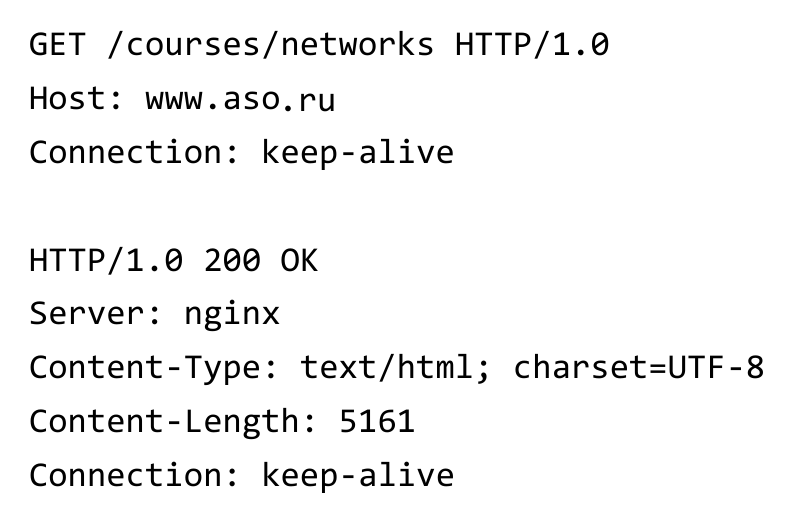 GET /courses/networks HTTP/1.0
Host: www.aso.ru
Connection: keep-alive
HTTP/1.0 200 OK
Server: nginx
Content-Type: text/html; charset=UTF-8
Content-Length: 5161
Connection: keep-alive